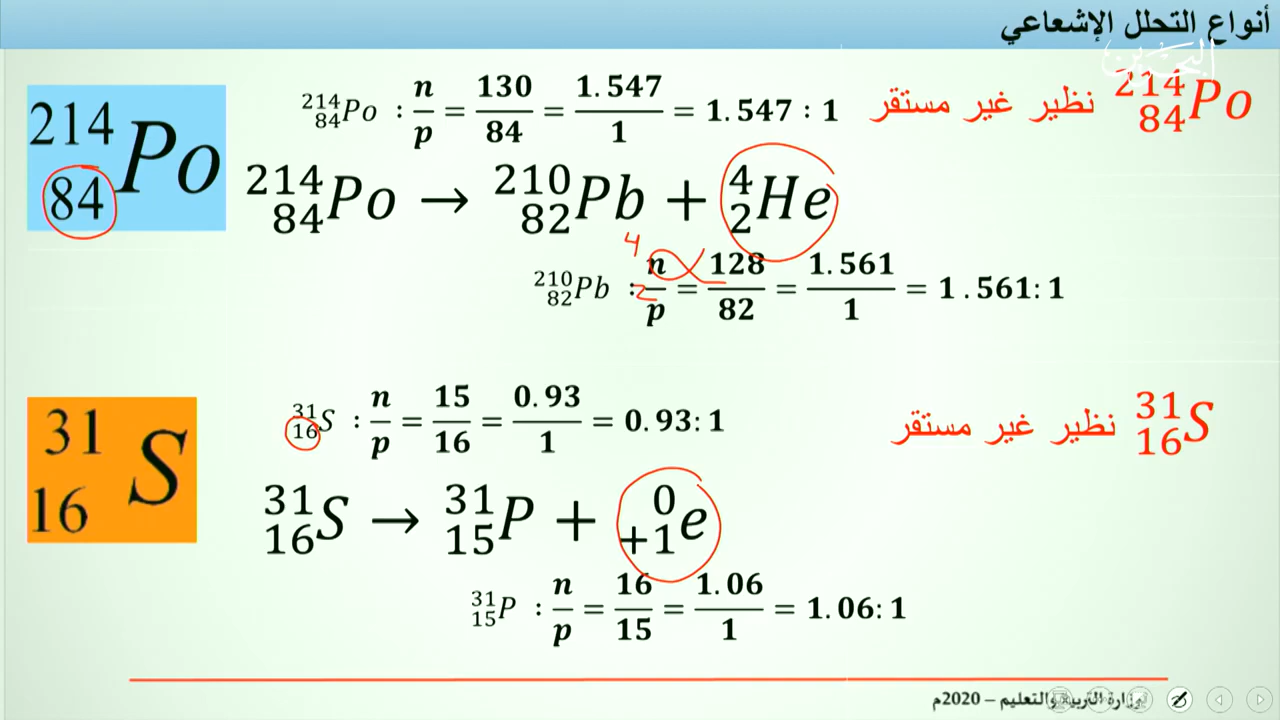 أنواع التحلل الإشعاعي
البحرين
²¹⁴₈₄Po
²¹⁴₈₄Po : n/p = 130/84 = 1.547/1 = 1.547 : 1
²¹⁴₈₄Po نظير غير مستقر
²¹⁴₈₄Po → ²¹⁰₈₂Pb + ⁴₂He
⁴₂α
²¹⁰₈₂Pb : n/p = 128/82 = 1.561/1 = 1 .561: 1
³¹₁₆S
³¹₁₆S : n/p = 15/16 = 0.93/1 = 0.93: 1
³¹₁₆S نظير غير مستقر
³¹₁₆S → ³¹₁₅P + ⁰₊₁e
³¹₁₅P : n/p = 16/15 = 1.06/1 = 1.06: 1
وزارة التربية والتعليم – 2020م